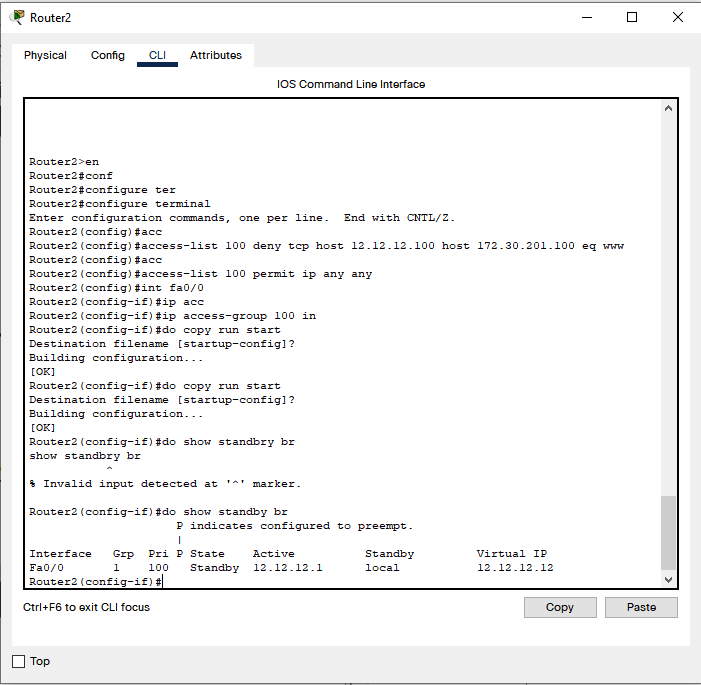 Router2
Physical Config CLI Attributes
IOS Command Line Interface
Router2>en
Router2#conf
Router2#configure ter
Router2#configure terminal
Enter configuration commands, one per line.  End with CNTL/Z.
Router2(config)#acc
Router2(config)#access-list 100 deny tcp host 12.12.12.100 host 172.30.201.100 eq www
Router2(config)#acc
Router2(config)#access-list 100 permit ip any any
Router2(config)#int fa0/0
Router2(config-if)#ip acc
Router2(config-if)#ip access-group 100 in
Router2(config-if)#do copy run start
Destination filename [startup-config]?
Building configuration...
[OK]
Router2(config-if)#do copy run start
Destination filename [startup-config]?
Building configuration...
[OK]
Router2(config-if)#do show standbry br
show standbry br
^
% Invalid input detected at '^' marker.
Router2(config-if)#do show standby br
P indicates configured to preempt.
|
Interface   Grp  Pri P State    Active          Standby         Virtual IP
Fa0/0       1    100   Standby  12.12.12.1      local           12.12.12.12
Router2(config-if)#
Ctrl+F6 to exit CLI focus
Copy Paste
Top